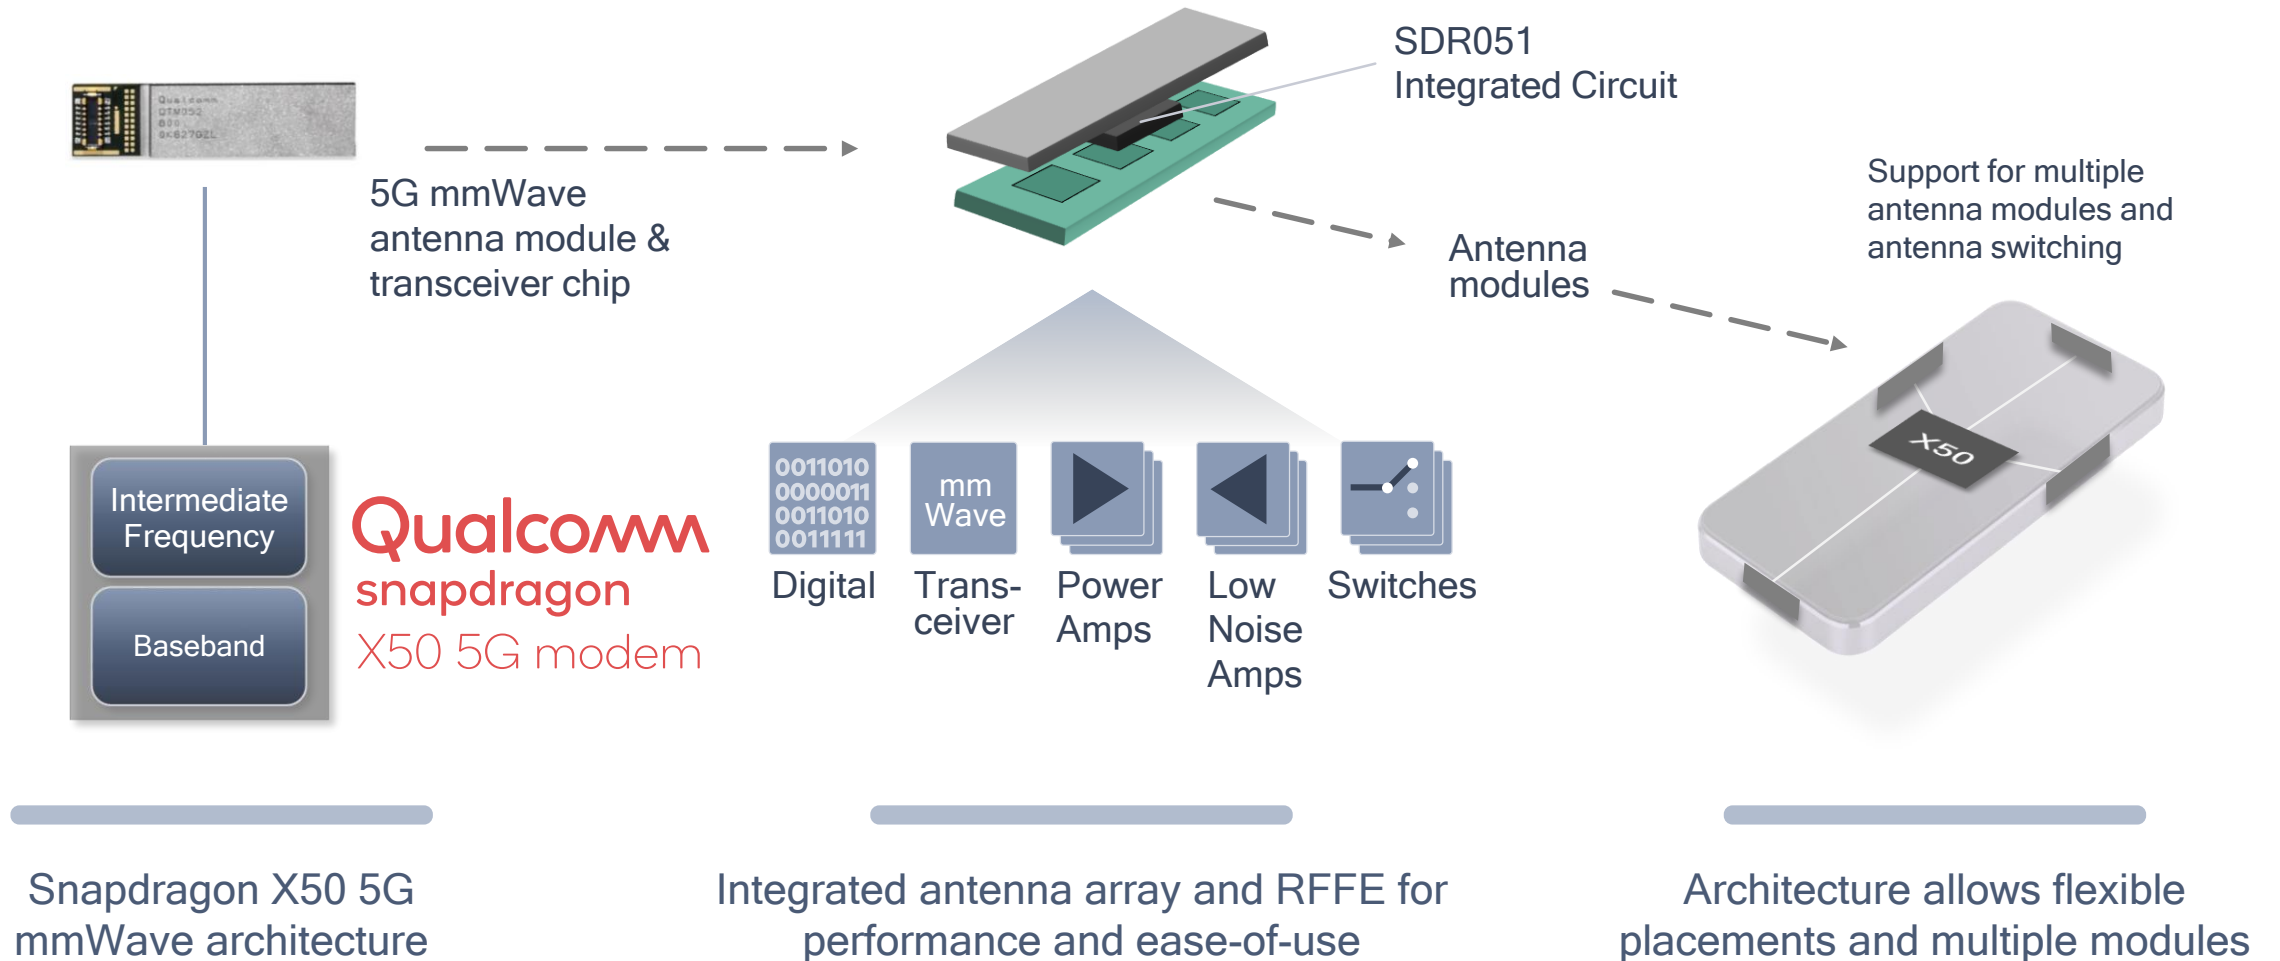 Qualcomm
QTM052
5G mmWave
antenna module &
transceiver chip
SDR051
Integrated Circuit
Antenna
modules
Support for multiple
antenna modules and
antenna switching
X50
Intermediate
Frequency
Baseband
Qualcomm
snapdragon
X50 5G modem
0011010
0000011
0011010
0011111
Digital
mm
Wave
Trans-
ceiver
Power
Amps
Low
Noise
Amps
Switches
Snapdragon X50 5G
mmWave architecture
Integrated antenna array and RFFE for
performance and ease-of-use
Architecture allows flexible
placements and multiple modules